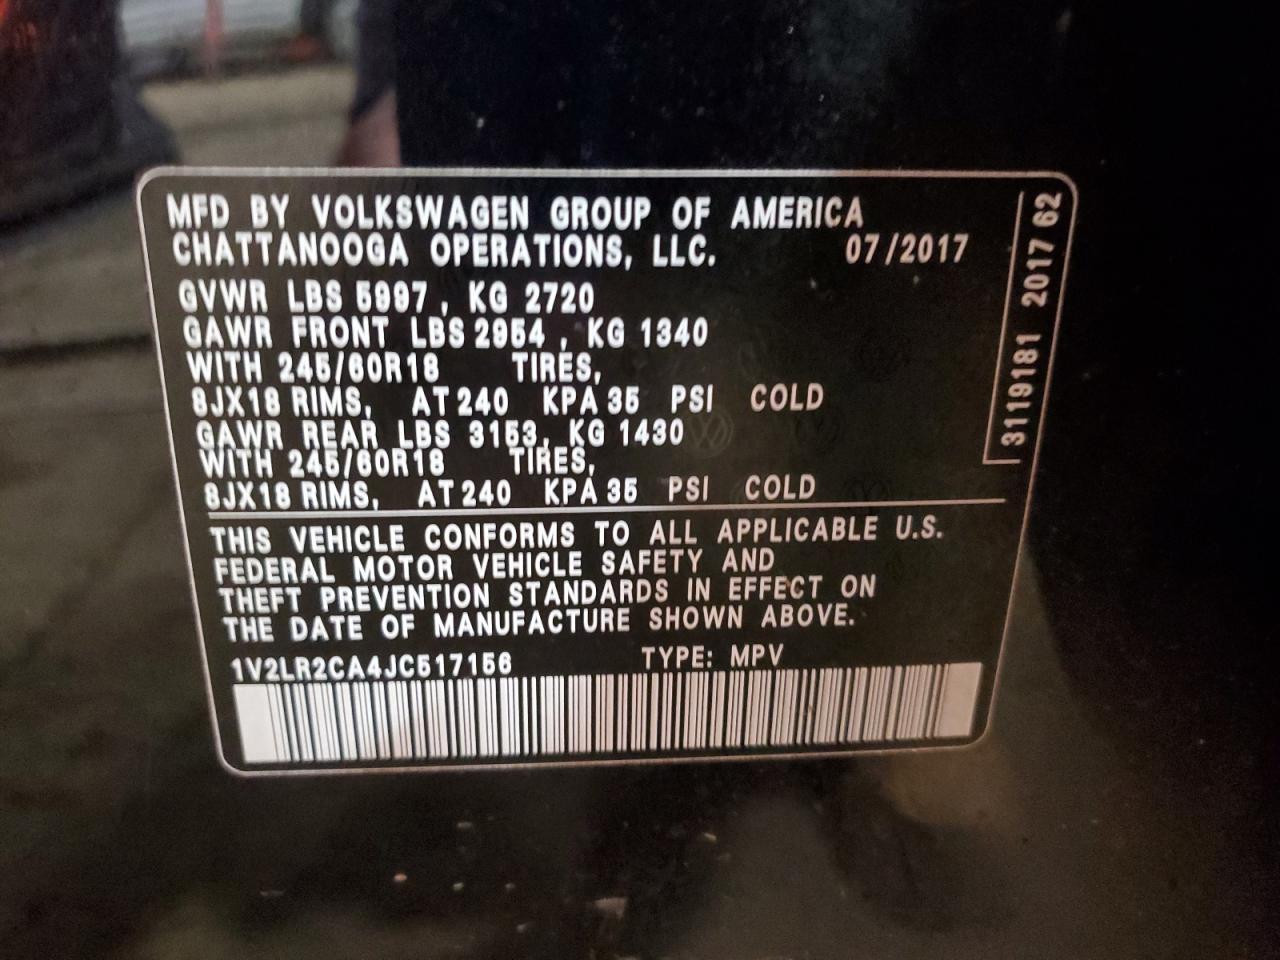 MFD BY VOLKSWAGEN GROUP OF AMERICA
CHATTANOOGA OPERATIONS, LLC. 07/2017
GVWR LBS 5997, KG 2720
GAWR FRONT LBS 2954, KG 1340
WITH 245/60R18 TIRES,
8JX18 RIMS, AT 240 KPA 35 PSI COLD
GAWR REAR LBS 3153, KG 1430
WITH 245/60R18 TIRES,
8JX18 RIMS, AT 240 KPA 35 PSI COLD
THIS VEHICLE CONFORMS TO ALL APPLICABLE U.S.
FEDERAL MOTOR VEHICLE SAFETY AND
THEFT PREVENTION STANDARDS IN EFFECT ON
THE DATE OF MANUFACTURE SHOWN ABOVE.
1V2LR2CA4JC517156 TYPE: MPV
3119181 2017 62